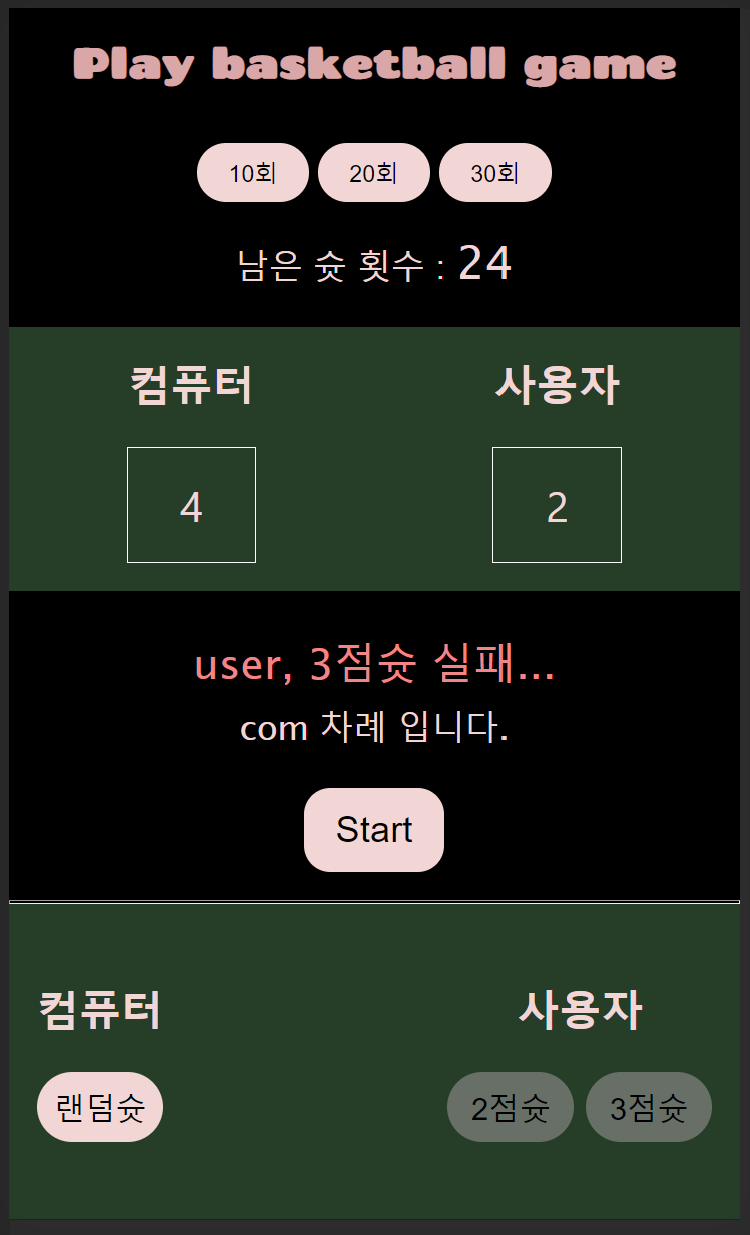 Play basketball game
10회 20회 30회
남은 슛 횟수 : 24
컴퓨터 사용자
4 2
user, 3점슛 실패...
com 차례 입니다.
Start
컴퓨터 사용자
랜덤슛 2점슛 3점슛